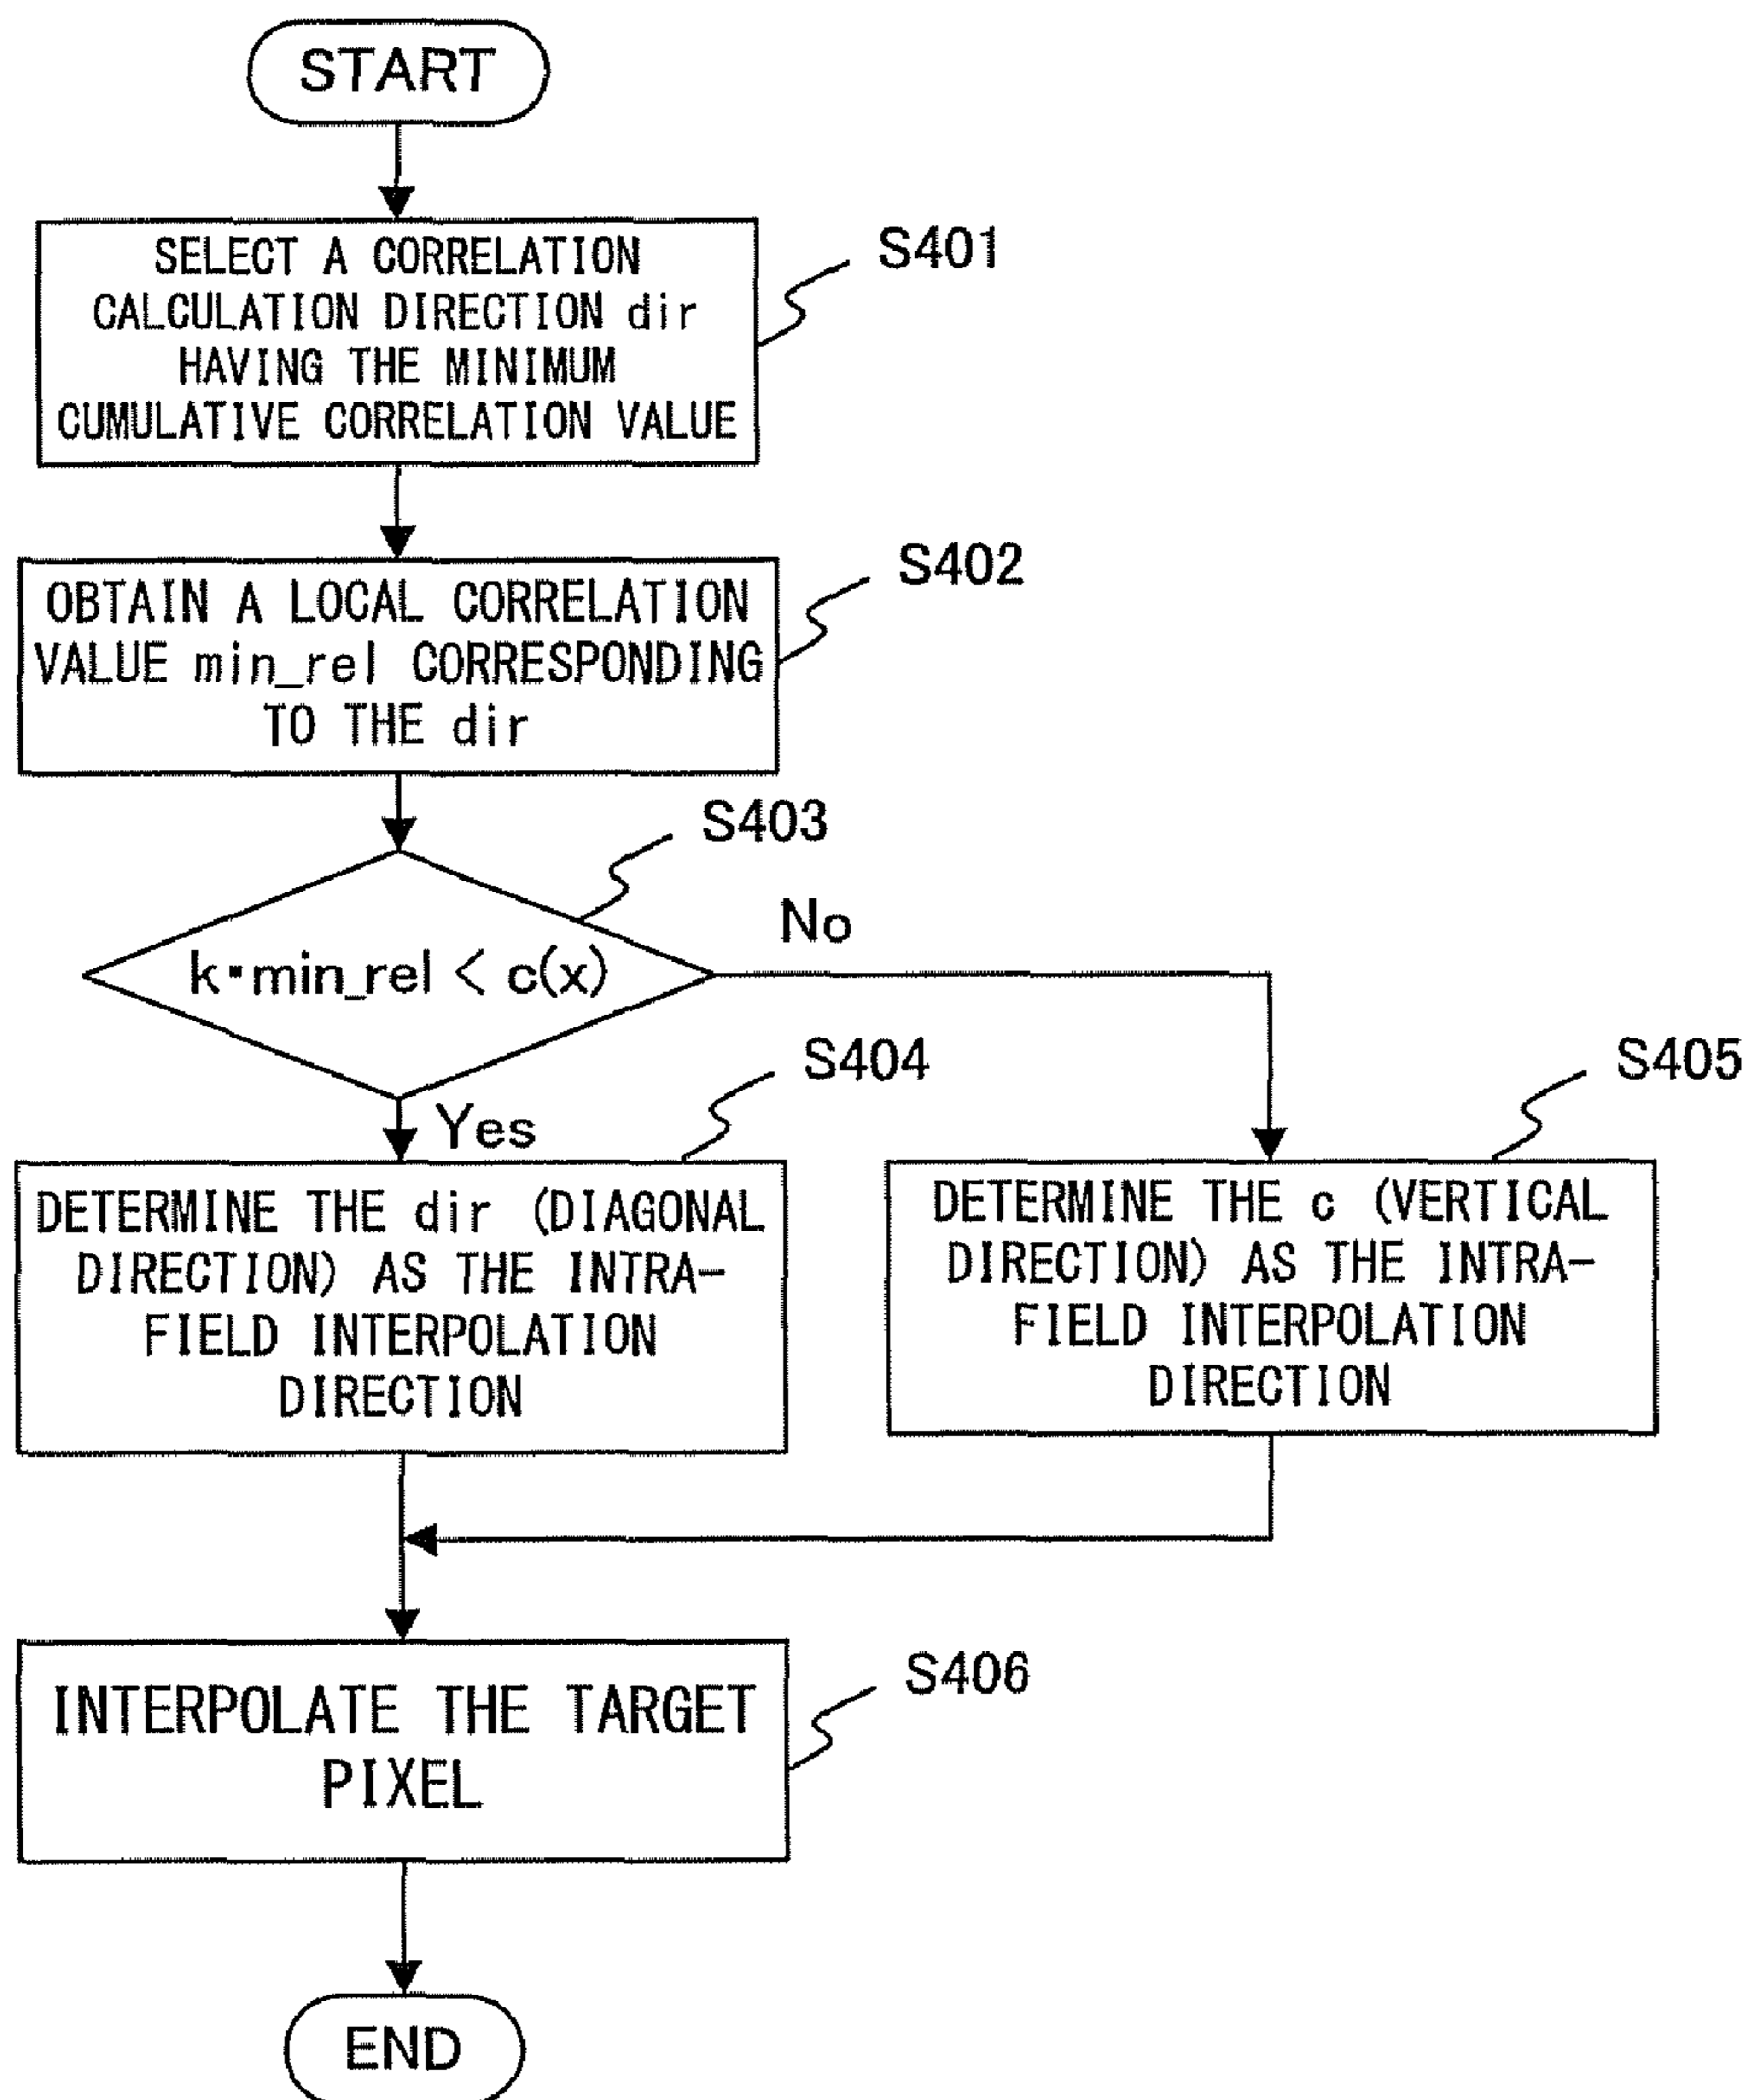 START
SELECT A CORRELATION
CALCULATION DIRECTION dir
HAVING THE MINIMUM
CUMULATIVE CORRELATION VALUE
S401
OBTAIN A LOCAL CORRELATION
VALUE min_rel CORRESPONDING
TO THE dir
S402
S403
k·min_rel < c(x)
No
Yes
S404
DETERMINE THE dir (DIAGONAL
DIRECTION) AS THE INTRA-
FIELD INTERPOLATION
DIRECTION
S405
DETERMINE THE c (VERTICAL
DIRECTION) AS THE INTRA-
FIELD INTERPOLATION
DIRECTION
INTERPOLATE THE TARGET
PIXEL
S406
END